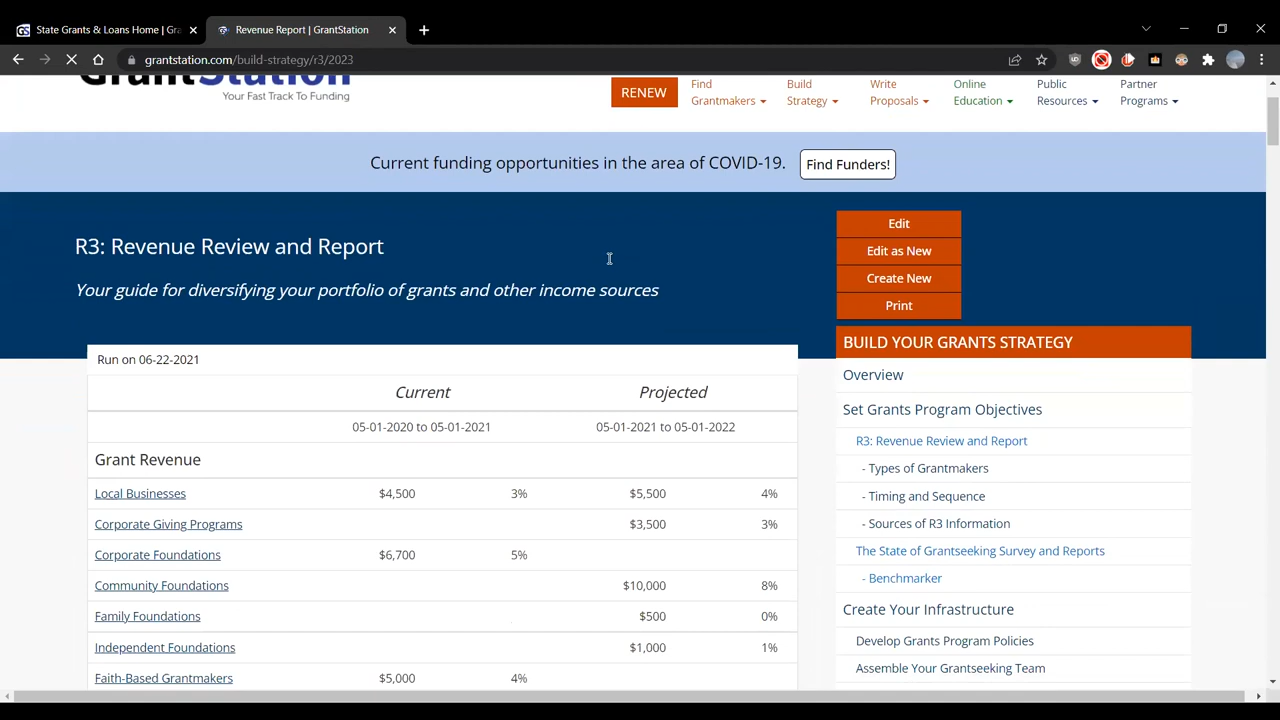 State Grants & Loans Home | Gra
Revenue Report | GrantStation
grantstation.com/build-strategy/r3/2023
GrantStation
Your Fast Track To Funding
RENEW
Find Grantmakers
Build Strategy
Write Proposals
Online Education
Public Resources
Partner Programs
Current funding opportunities in the area of COVID-19.
Find Funders!
R3: Revenue Review and Report
Your guide for diversifying your portfolio of grants and other income sources
Edit
Edit as New
Create New
Print
Run on 06-22-2021
Current Projected
05-01-2020 to 05-01-2021 05-01-2021 to 05-01-2022
Grant Revenue
Local Businesses $4,500 3% $5,500 4%
Corporate Giving Programs $3,500 3%
Corporate Foundations $6,700 5%
Community Foundations $10,000 8%
Family Foundations $500 0%
Independent Foundations $1,000 1%
Faith-Based Grantmakers $5,000 4%
BUILD YOUR GRANTS STRATEGY
Overview
Set Grants Program Objectives
R3: Revenue Review and Report
- Types of Grantmakers
- Timing and Sequence
- Sources of R3 Information
The State of Grantseeking Survey and Reports
- Benchmarker
Create Your Infrastructure
Develop Grants Program Policies
Assemble Your Grantseeking Team